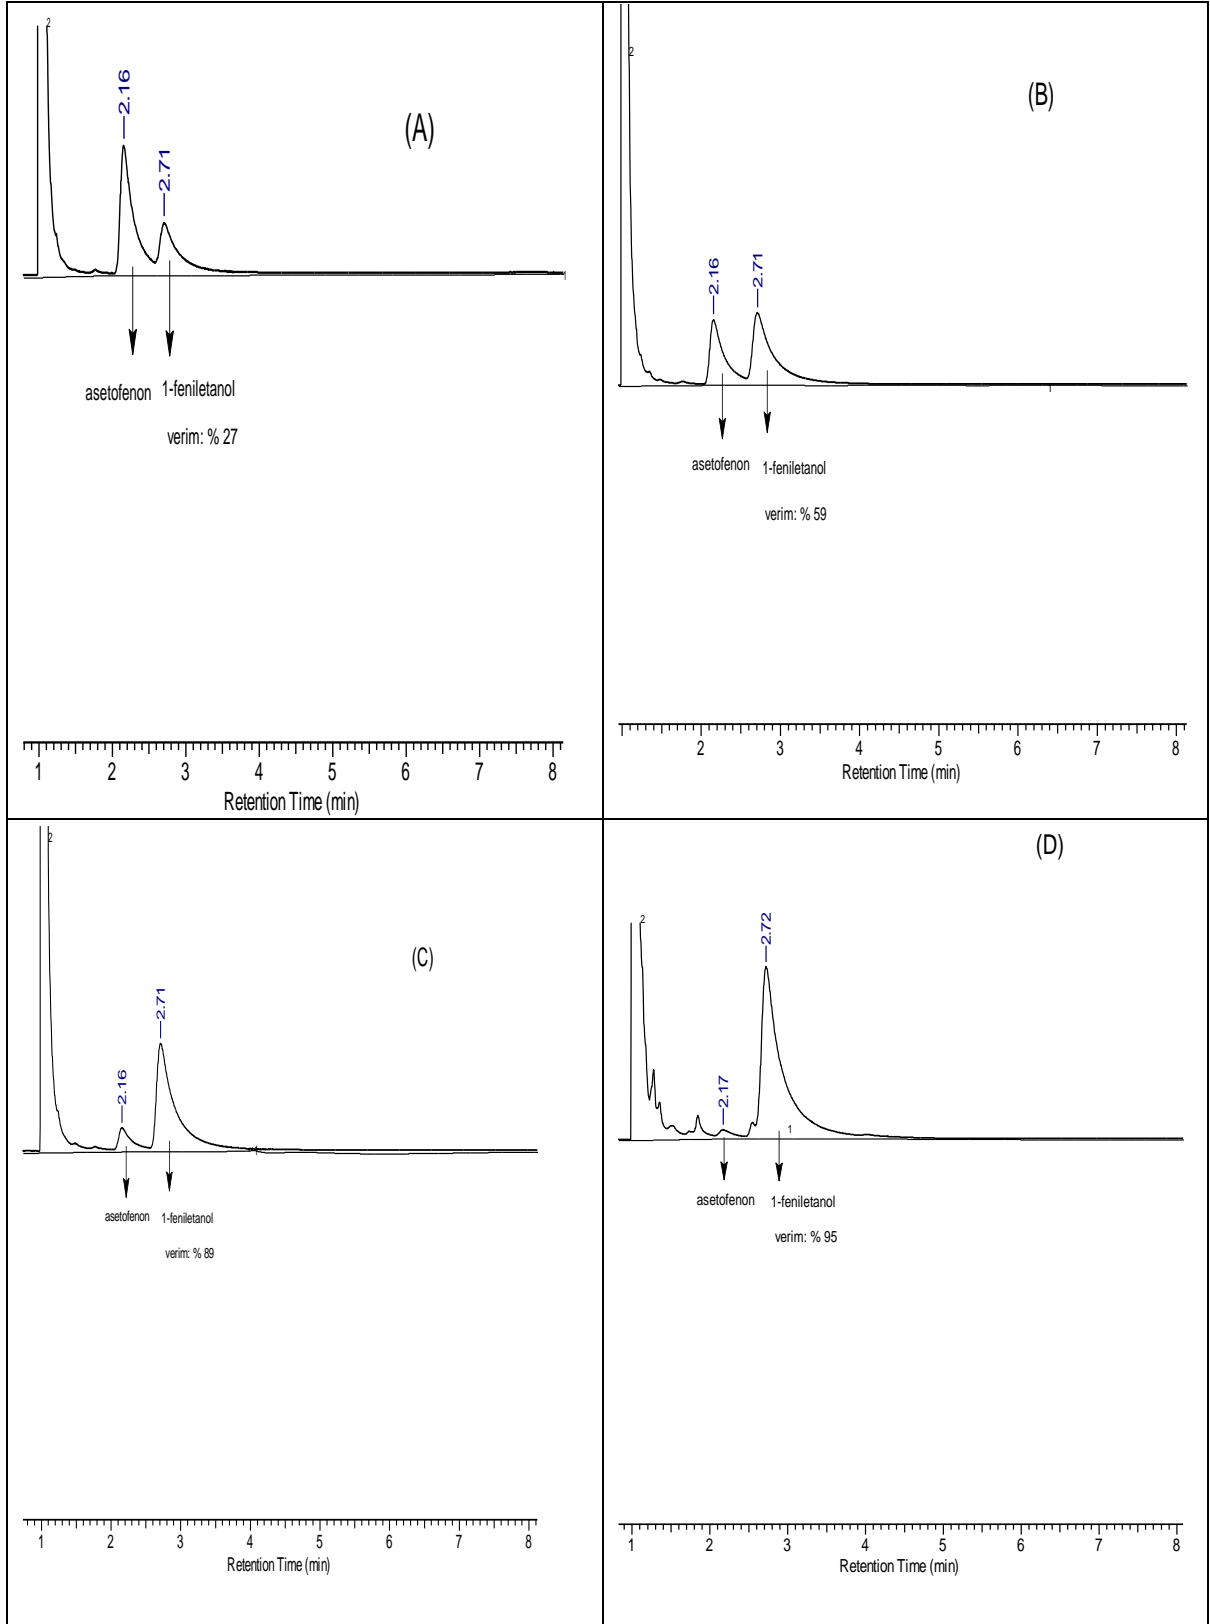 2
2.16
2.71
(A)
asetofenon 1-feniletanol
verim: % 27
1 2 3 4 5 6 7 8
Retention Time (min)
2
2.16
2.71
(B)
asetofenon 1-feniletanol
verim: % 59
2 3 4 5 6 7 8
Retention Time (min)
2
2.16
2.71
(C)
asetofenon 1-feniletanol
verim: % 89
1 2 3 4 5 6 7 8
Retention Time (min)
(D)
2
2.17
2.72
1
asetofenon 1-feniletanol
verim: % 95
1 2 3 4 5 6 7 8
Retention Time (min)